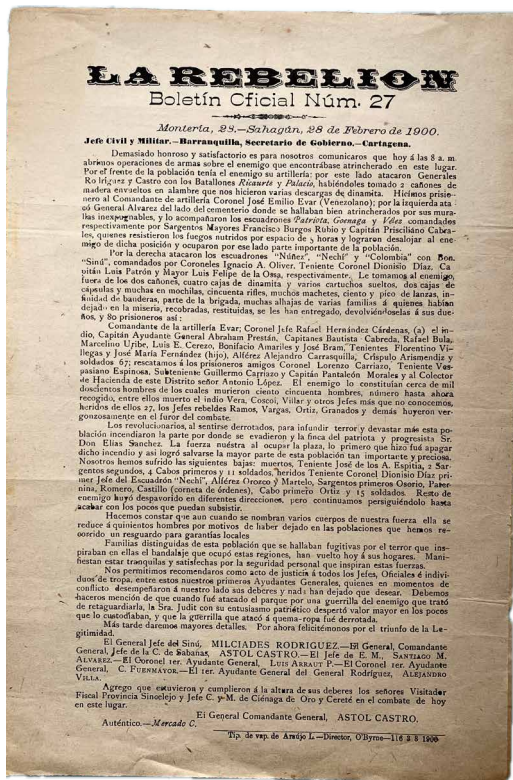 LA REBELION
Boletín Oficial Núm. 27
Montería, 28.—Sahagún, 28 de Febrero de 1900.
Jefe Civil y Militar.—Barranquilla, Secretario de Gobierno.—Cartagena.
Demasiado honroso y satisfactorio es para nosotros comunicaros que hoy á las 8 a. m.
abrimos operaciones de armas sobre el enemigo que encontrábase atrincherado en este lugar.
Por el frente de la población tenía el enemigo su artillería; por este lado atacaron Generales
Rodríguez y Castro con los Batallones Ricaurte y Palacio, habiéndoles tomado 2 cañones de
madera envueltos en alambre que nos hicieron varias descargas de dinamita. Hicimos prisio-
nero al Comandante de artillería Coronel José Emilio Evar (Venezolano); por la izquierda ata
có General Alvarez del lado del cementerio donde se hallaban bien atrincherados por sus mura-
llas inexpugnables, y lo acompañaron los escuadrones Patriota, Goenaga y Vélez comandados
respectivamente por Sargentos Mayores Francisco Burgos Rubio y Capitán Prisciliano Cabra-
les, quienes resistieron los fuegos nutridos por espacio de 3 horas y lograron desalojar al ene-
migo de dicha posición y ocuparon por ese lado parte importante de la población.
Por la derecha atacaron los escuadrones "Núñez", "Nechí" y "Colombia" con Bon.
"Sinú", comandados por Coroneles Ignacio A. Oliver, Teniente Coronel Dionisio Díaz, Ca
pitán Luis Patrón y Mayor Luis Felipe de la Ossa, respectivamente. Le tomamos al enemigo,
fuera de los dos cañones, cuatro cajas de dinamita y varios cartuchos sueltos, dos cajas de
cápsulas y muchas en mochilas, cincuenta rifles, muchos machetes, ciento y pico de lanzas, in-
finidad de banderas, parte de la brigada, muchas alhajas de varias familias á quienes habían
dejado en la miseria, recobradas, restituidas, se les han entregado, devolviéndoselas á sus due-
ños, y 80 prisioneros así:
Comandante de la artillería Evar; Coronel Jefe Rafael Hernández Cárdenas, (a) el in-
dio, Capitán Ayudante General Abraham Prestán, Capitanes Bautista Cabreda, Rafael Bula,
Marcelino Uribe, Luis E. Cerezo, Bonifacio Amariles y José Bram, Tenientes Florentino Vi-
llegas y José María Fernández (hijo), Alférez Alejandro Carrasquilla, Críspulo Arismendiz y
soldados 67; rescatamos á los prisioneros amigos Coronel Lorenzo Carriazo, Teniente Ves-
pasiano Espinosa, Subteniente Guillermo Carriazo y Capitán Pantaleón Morales y al Colector
de Hacienda de este Distrito señor Antonio López. El enemigo lo constituían cerca de mil
doscientos hombres de los cuales murieron ciento cincuenta hombres, número hasta ahora
recogido, entre ellos muerto el indio Vera, Coscoi, Villar y otros Jefes más que no conocemos,
heridos de ellos 27, los Jefes rebeldes Ramos, Vargas, Ortiz, Granados y demás huyeron ver-
gonzosamente en el furor del combate.
Los revolucionarios, al sentirse derrotados, para infundir terror y devastar más esta po-
blación incendiaron la parte por donde se evadieron y la finca del patriota y progresista Sr.
Don Elías Sánchez. La fuerza nuestra al ocupar la plaza, lo primero que hizo fué apagar
dicho incendio y así logró salvarse la mayor parte de esta población tan importante y preciosa.
Nosotros hemos sufrido las siguientes bajas: muertos, Teniente José de los A. Espitia, 2 Sar-
gentos segundos, 4 Cabos primeros y 11 soldados, heridos Teniente Coronel Dionisio Díaz pri-
mer Jefe del Escuadrón "Nechí", Alférez Orozco y Martelo, Sargentos primeros Osorio, Pater-
nina, Romero, Castillo (corneta de órdenes), Cabo primero Ortiz y 15 soldados. Resto de
enemigo huyó despavorido en diferentes direcciones, pero continuamos persiguiéndolo hasta
acabar con los pocos que puedan subsistir.
Hacemos constar que aun cuando se nombran varios cuerpos de nuestra fuerza ella se
reduce á quinientos hombres por motivos de haber dejado en las poblaciones que hemos re-
corrido un resguardo para garantías locales
Familias distinguidas de esta población que se hallaban fugitivas por el terror que ins-
piraban en ellas el bandalaje que ocupó estas regiones, han vuelto hoy á sus hogares. Mani-
fiestan estar tranquilas y satisfechas por la seguridad personal que inspiran estas fuerzas.
Nos permitimos recomendaros como acto de justicia á todos los Jefes, Oficiales é indivi-
duos de tropa, entre estos nuestros primeros Ayudantes Generales, quienes en momentos de
conflicto desempeñaron á nuestro lado sus deberes y nada han dejado que desear. Debemos
haceros mención de que cuando fué atacado el parque por una guerrilla del enemigo que trató
de retaguardiarla, la Sra. Judit con su entusiasmo patriótico despertó valor mayor en los pocos
que lo custodiaban, y que la guerrilla que atacó á quema-ropa fué derrotada.
Más tarde daremos mayores detalles. Por ahora felicitémonos por el triunfo de la Le-
gitimidad.
El General Jefe del Sinú, MILCIADES RODRIGUEZ.—El General, Comandante
General, Jefe de la C. de Sabanas, ASTOL CASTRO.—El Jefe de E. M., SANTIAGO M.
ALVAREZ.—El Coronel 1er. Ayudante General, LUIS ARRAUT P.—El Coronel 1er. Ayudante
General, C. FUENMAYOR.—El 1er. Ayudante del General Rodríguez, ALEJANDRO
VILLA.
Agrego que estuvieron y cumplieron á la altura de sus deberes los señores Visitador
Fiscal Provincia Sincelejo y Jefe C. y M. de Ciénaga de Oro y Cereté en el combate de hoy
en este lugar.
El General Comandante General, ASTOL CASTRO.
Auténtico.—Mercado C.
Tip. de vap. de Araújo L.—Director, O'Byrne—116 2 8 1900